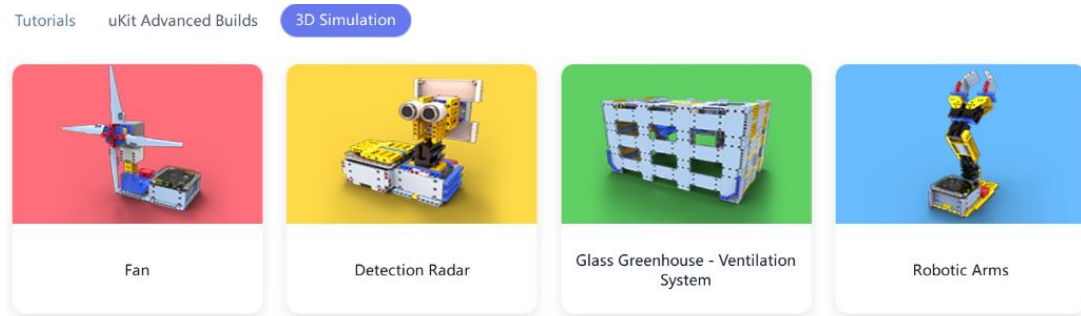 Tutorials uKit Advanced Builds 3D Simulation
Fan
Detection Radar
Glass Greenhouse - Ventilation
System
Robotic Arms